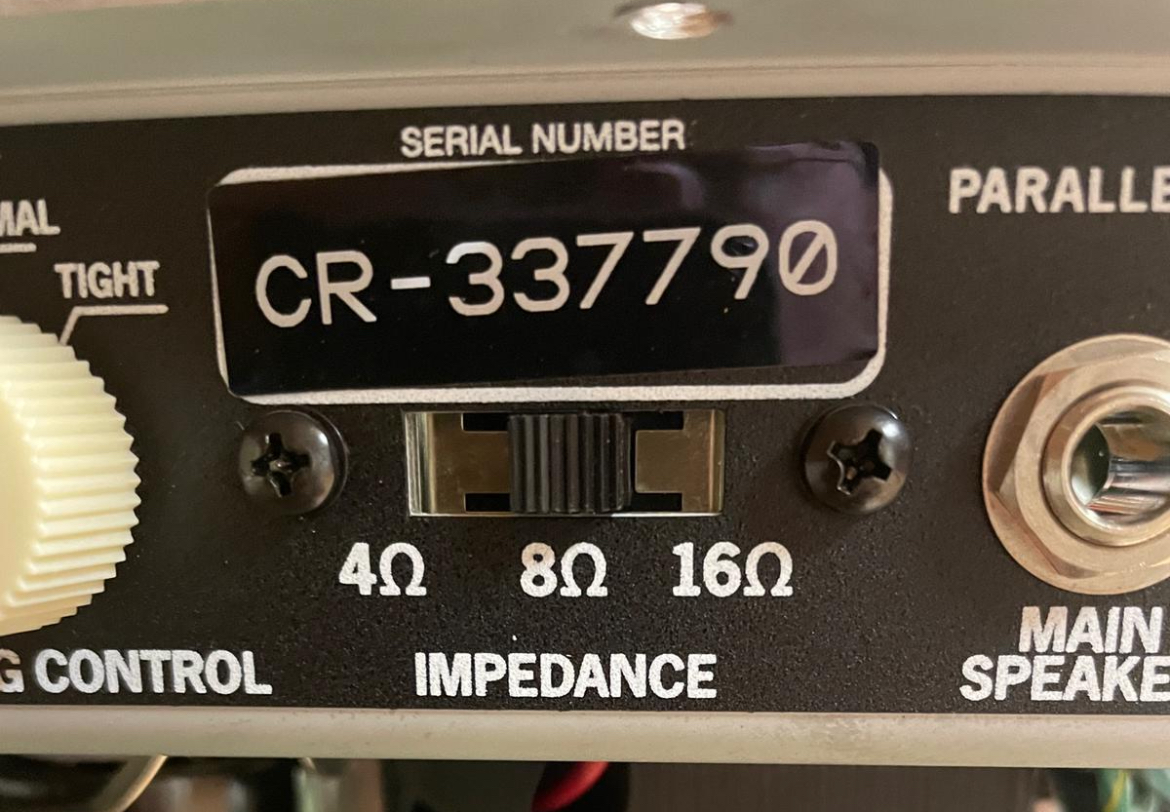 SERIAL NUMBER
MAL
TIGHT
CR-337790
PARALLE
4Ω 8Ω 16Ω
G CONTROL
IMPEDANCE
MAIN
SPEAKE